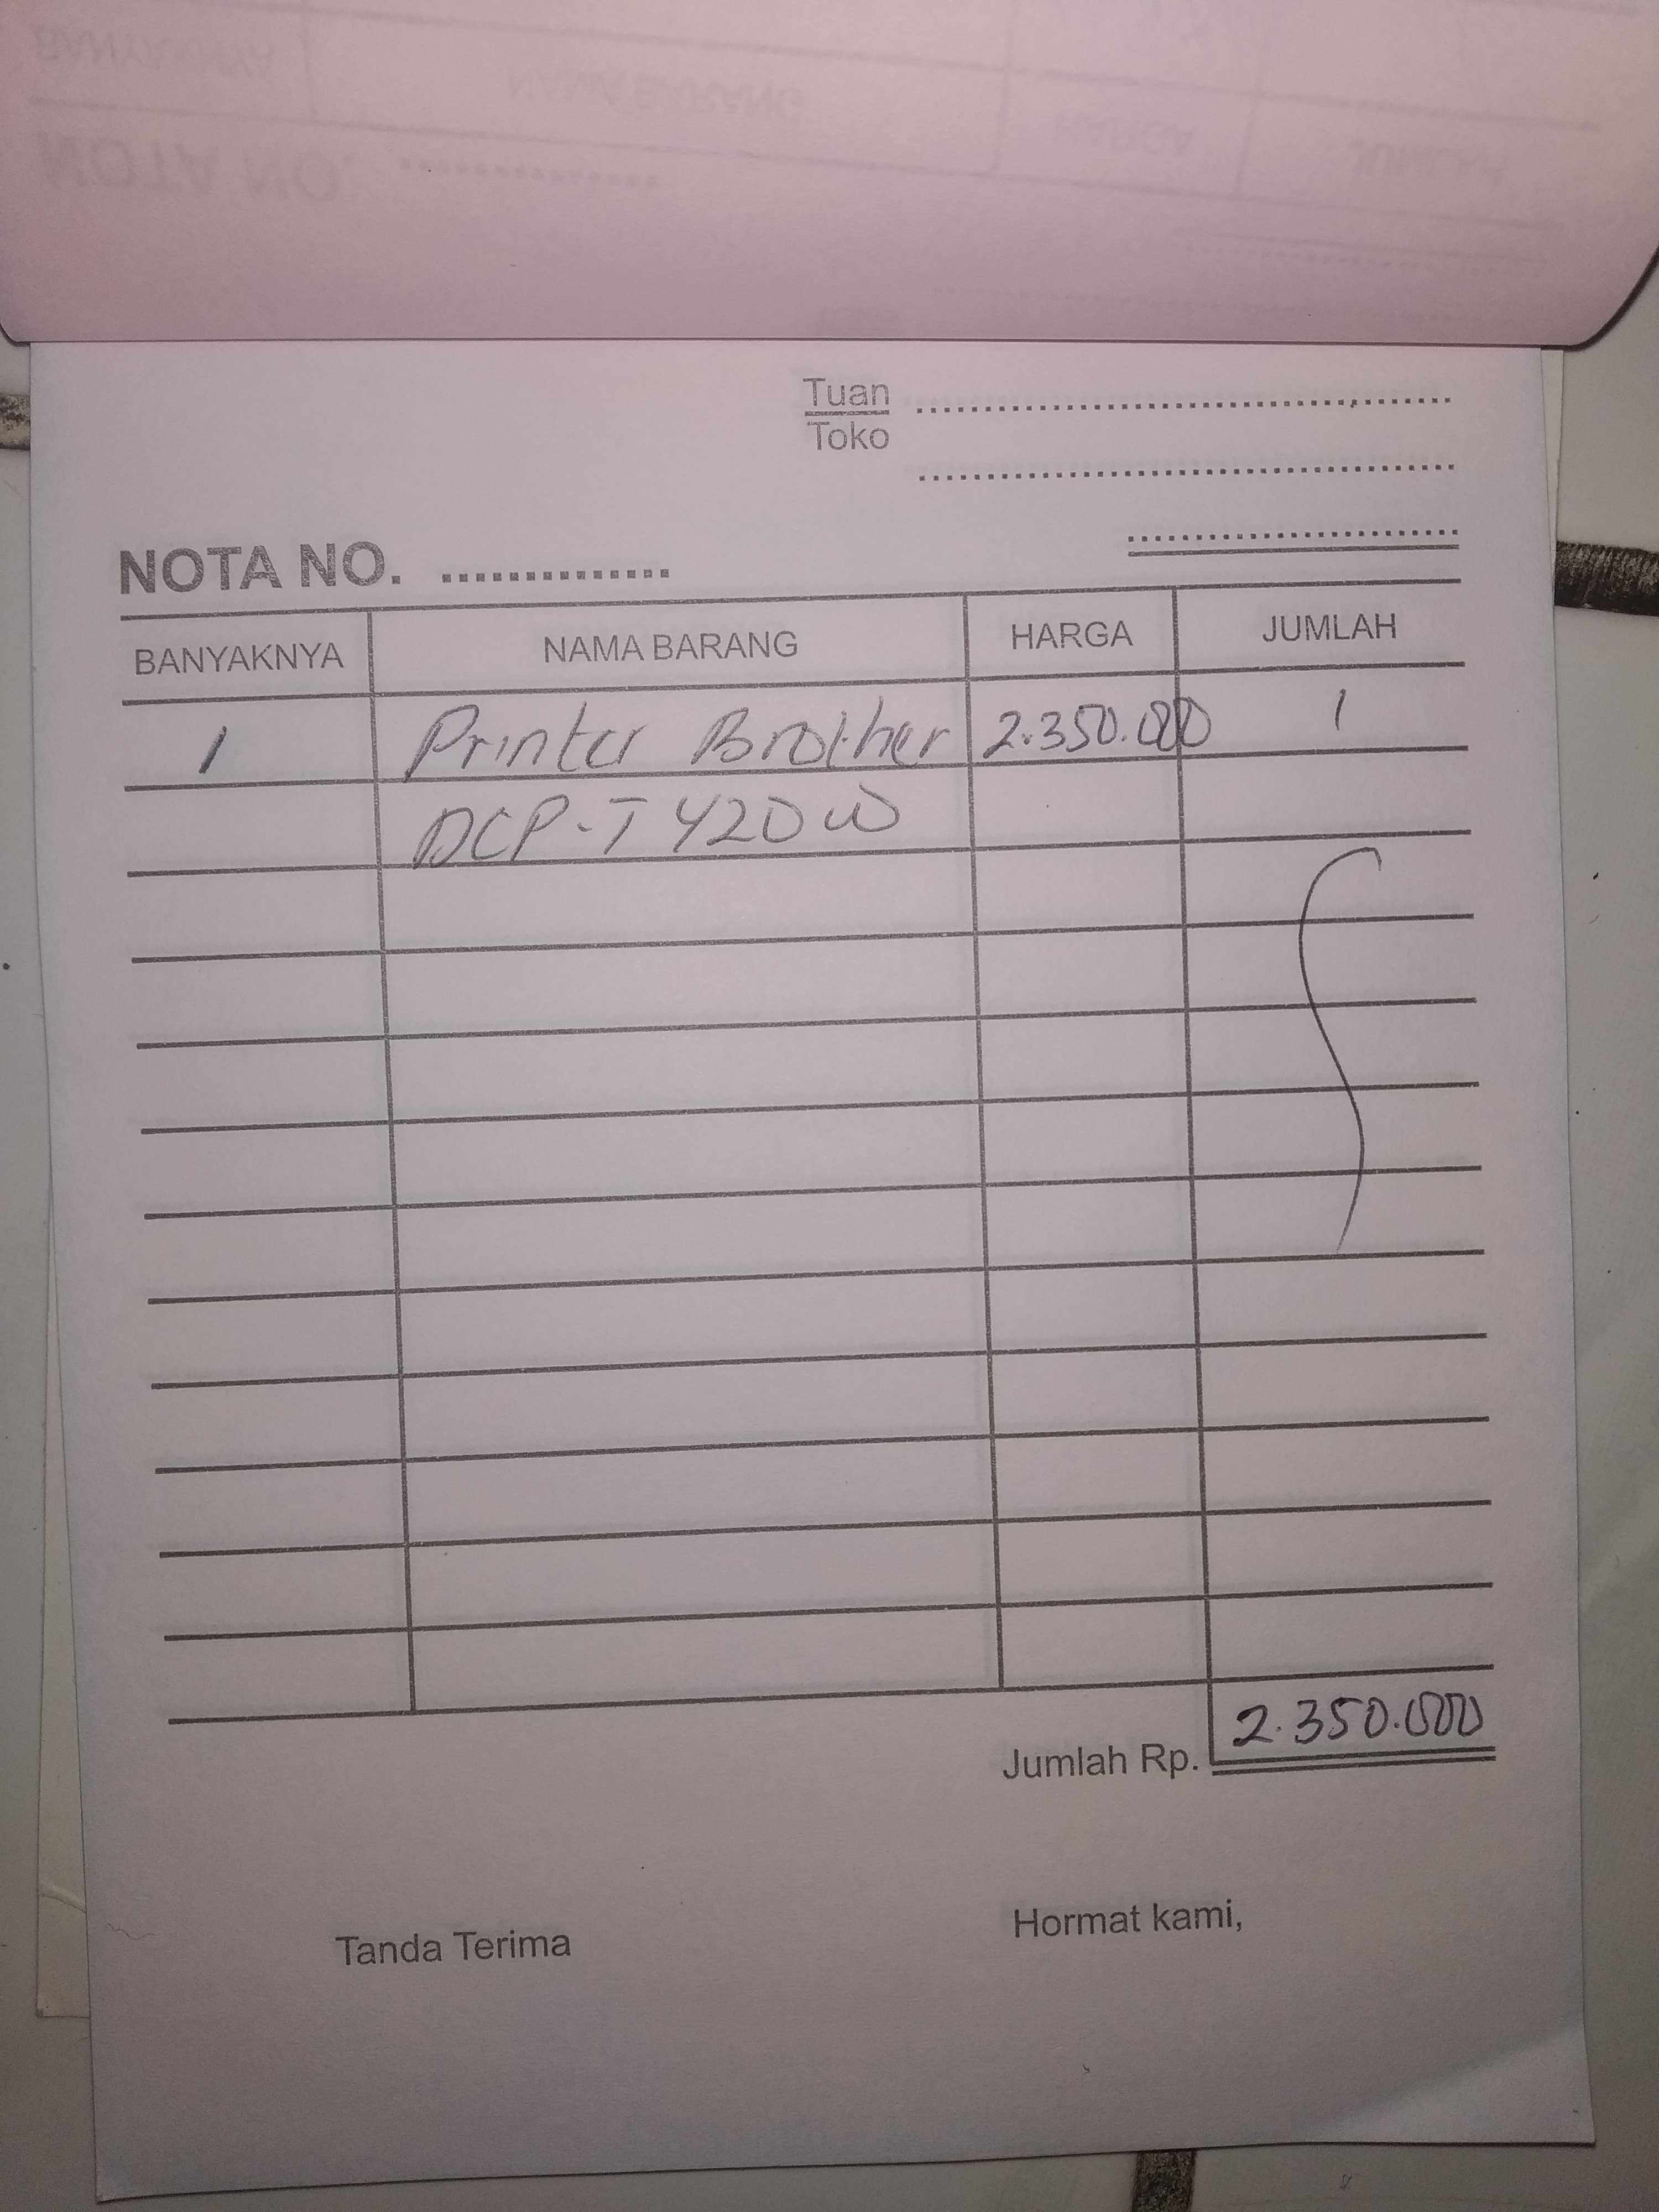 Tuan
Toko
NOTA NO. ..............
BANYAKNYA NAMA BARANG HARGA JUMLAH
1 Printer Brother 2.350.000 1
DCP-T420W
Jumlah Rp. 2.350.000
Tanda Terima Hormat kami,